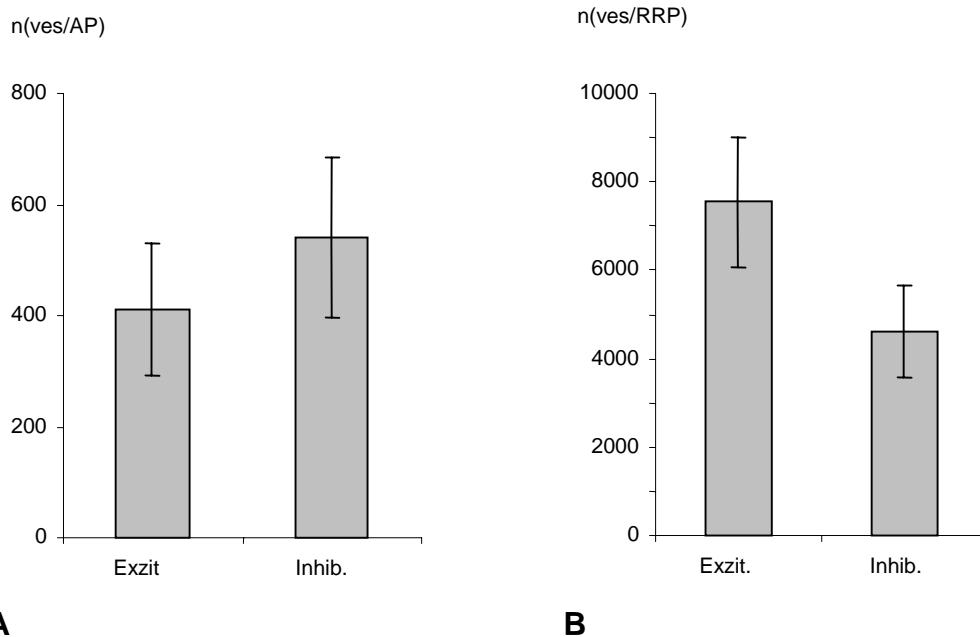 n(ves/AP)
800
600
400
200
0
Exzit
Inhib.
A
n(ves/RRP)
10000
8000
6000
4000
2000
0
Exzit.
Inhib.
B